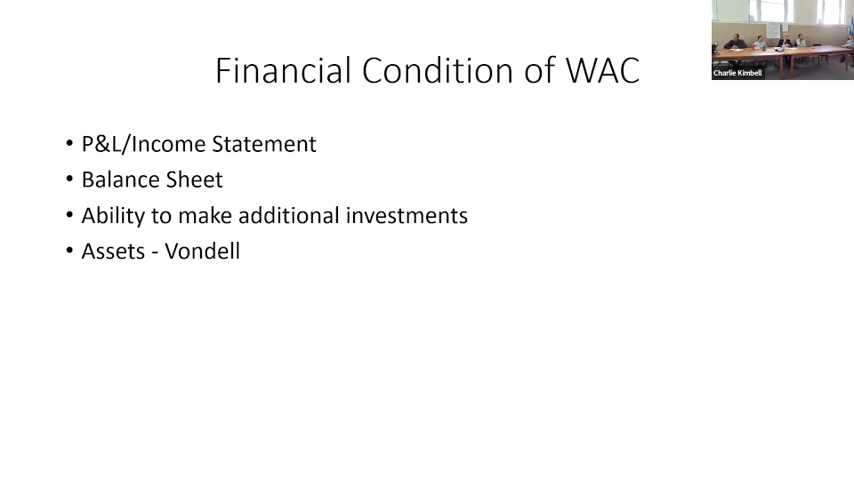 Financial Condition of WAC
• P&L/Income Statement
• Balance Sheet
• Ability to make additional investments
• Assets - Vondell
Charlie Kimbell